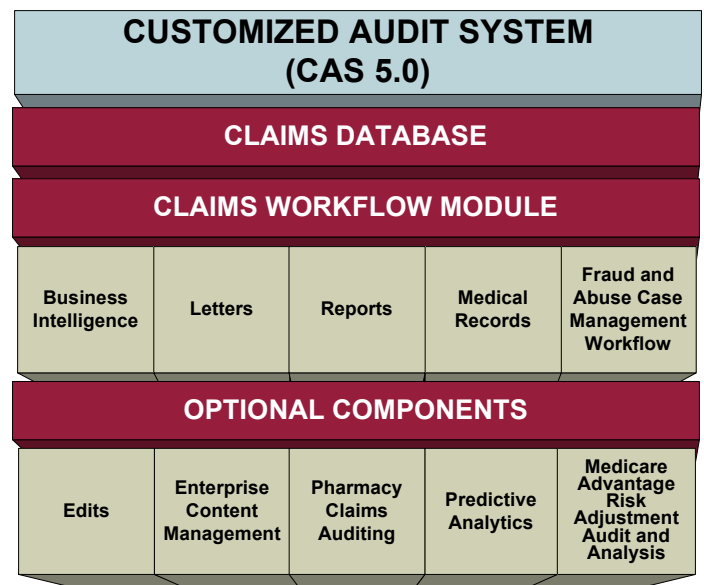 CUSTOMIZED AUDIT SYSTEM
(CAS 5.0)
CLAIMS DATABASE
CLAIMS WORKFLOW MODULE
Business
Intelligence
Letters
Reports
Medical
Records
Fraud and
Abuse Case
Management
Workflow
OPTIONAL COMPONENTS
Edits
Enterprise
Content
Management
Pharmacy
Claims
Auditing
Predictive
Analytics
Medicare
Advantage
Risk
Adjustment
Audit and
Analysis